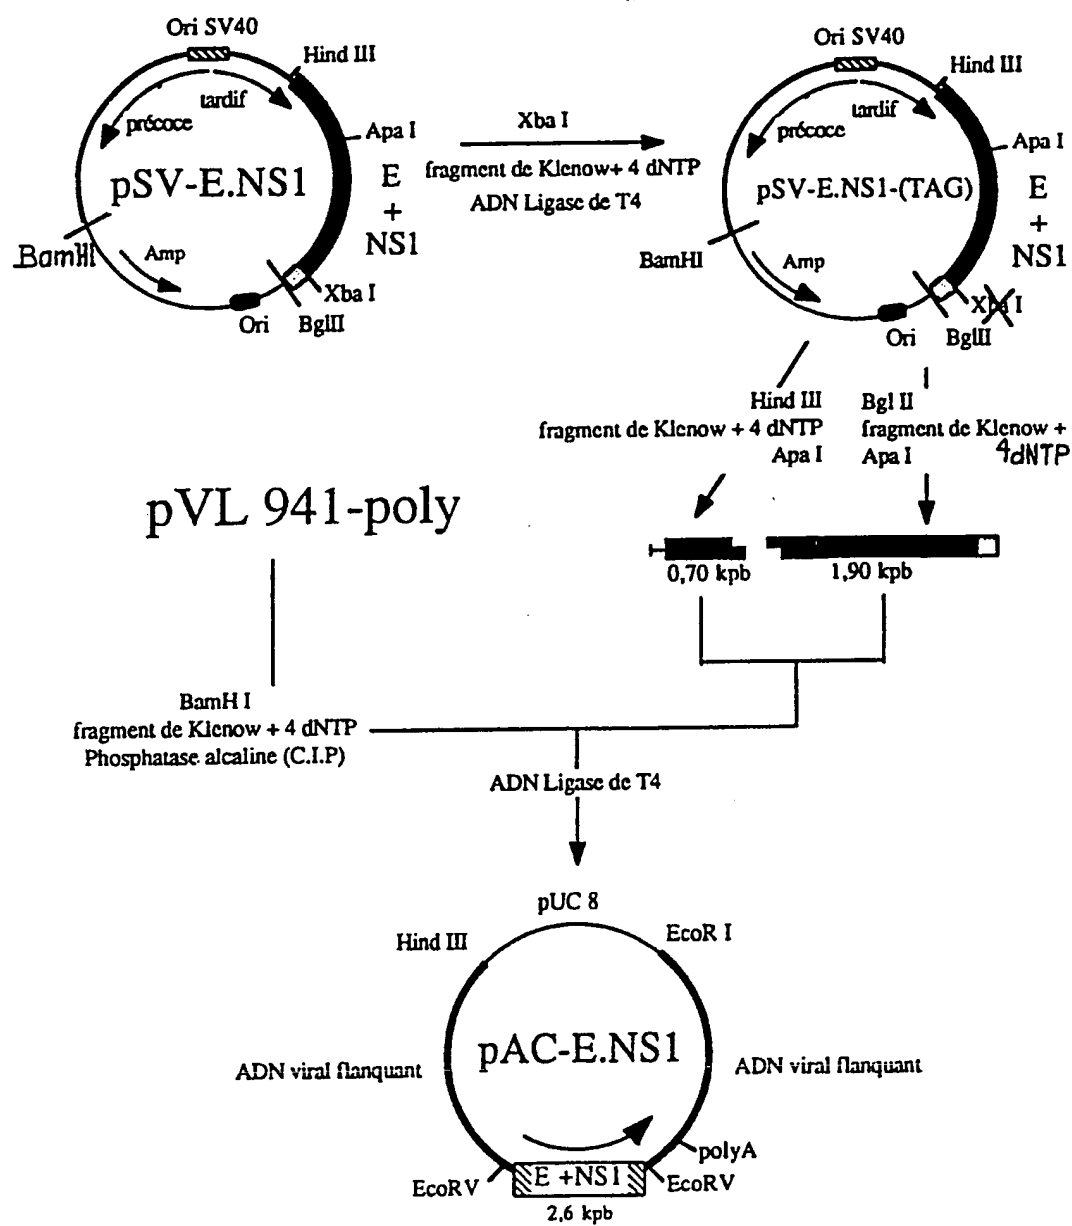 Ori SV40
Hind III
tardif
précoce
Apa I
pSV-E.NS1
E
+
NS1
BamHI
Amp
Xba I
Ori
BglII
Xba I
fragment de Klenow+ 4 dNTP
ADN Ligase de T4
Ori SV40
Hind III
tardif
précoce
Apa I
pSV-E.NS1-(TAG)
E
+
NS1
BamHI
Amp
Xba I
Ori
BglII
Hind III
fragment de Klenow + 4 dNTP
Apa I
Bgl II
fragment de Klenow +
4dNTP
Apa I
pVL 941-poly
0,70 kpb
1,90 kpb
BamH I
fragment de Klenow + 4 dNTP
Phosphatase alcaline (C.I.P)
ADN Ligase de T4
pUC 8
Hind III
EcoR I
pAC-E.NS1
ADN viral flanquant
ADN viral flanquant
polyA
EcoRV
E +NS1
EcoRV
2,6 kpb